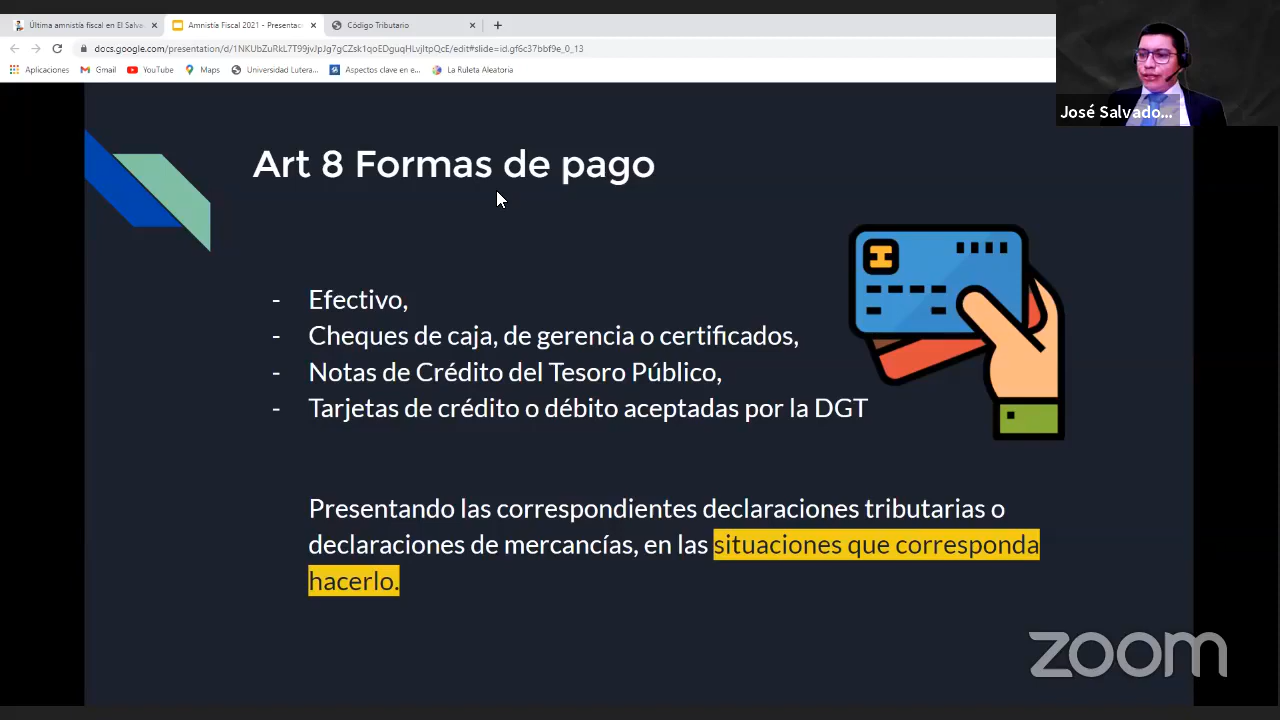 Última amnistía fiscal en El Salva
Amnistía Fiscal 2021 - Presentac
Código Tributario
docs.google.com/presentation/d/1NKUbZuRkL7T99jvJpJg7gCZsk1qoEDguqHLvjItpQcE/edit#slide=id.gf6c37bbf9e_0_13
Aplicaciones
Gmail
YouTube
Maps
Universidad Lutera...
Aspectos clave en e...
La Ruleta Aleatoria
José Salvado...
Art 8 Formas de pago
- Efectivo,
- Cheques de caja, de gerencia o certificados,
- Notas de Crédito del Tesoro Público,
- Tarjetas de crédito o débito aceptadas por la DGT
Presentando las correspondientes declaraciones tributarias o
declaraciones de mercancías, en las situaciones que corresponda
hacerlo.
zoom